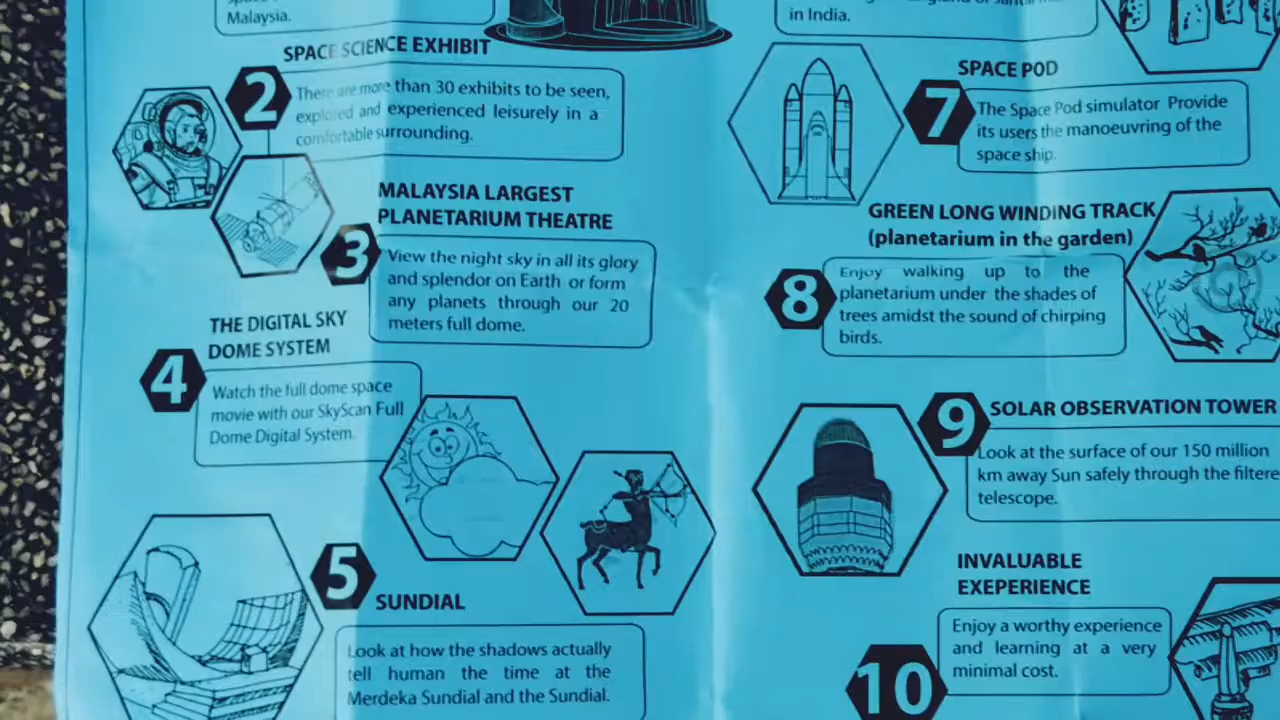 Malaysia.
2
SPACE SCIENCE EXHIBIT
There are more than 30 exhibits to be seen,
explored and experienced leisurely in a
comfortable surrounding.
3
MALAYSIA LARGEST
PLANETARIUM THEATRE
View the night sky in all its glory
and splendor on Earth or form
any planets through our 20
meters full dome.
4
THE DIGITAL SKY
DOME SYSTEM
Watch the full dome space
movie with our SkyScan Full
Dome Digital System.
5
SUNDIAL
Look at how the shadows actually
tell human the time at the
Merdeka Sundial and the Sundial.
in India.
7
SPACE POD
The Space Pod simulator Provide
its users the manoeuvring of the
space ship.
8
GREEN LONG WINDING TRACK
(planetarium in the garden)
Enjoy walking up to the
planetarium under the shades of
trees amidst the sound of chirping
birds.
9
SOLAR OBSERVATION TOWER
Look at the surface of our 150 million
km away Sun safely through the filtere
telescope.
10
INVALUABLE
EXEPERIENCE
Enjoy a worthy experience
and learning at a very
minimal cost.